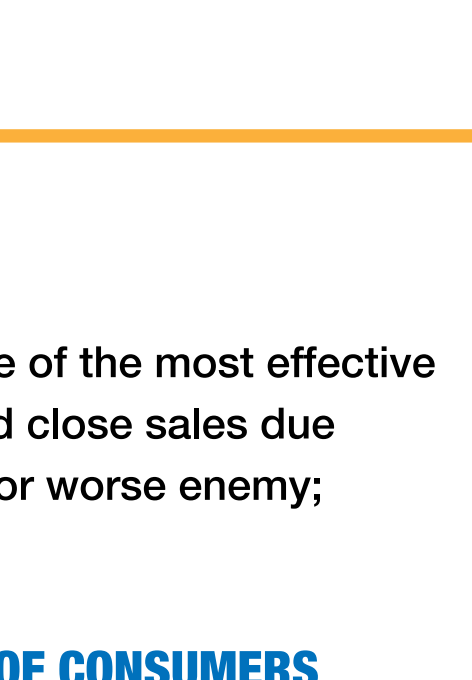 e of the most effective
d close sales due
or worse enemy;
OF CONSUMERS